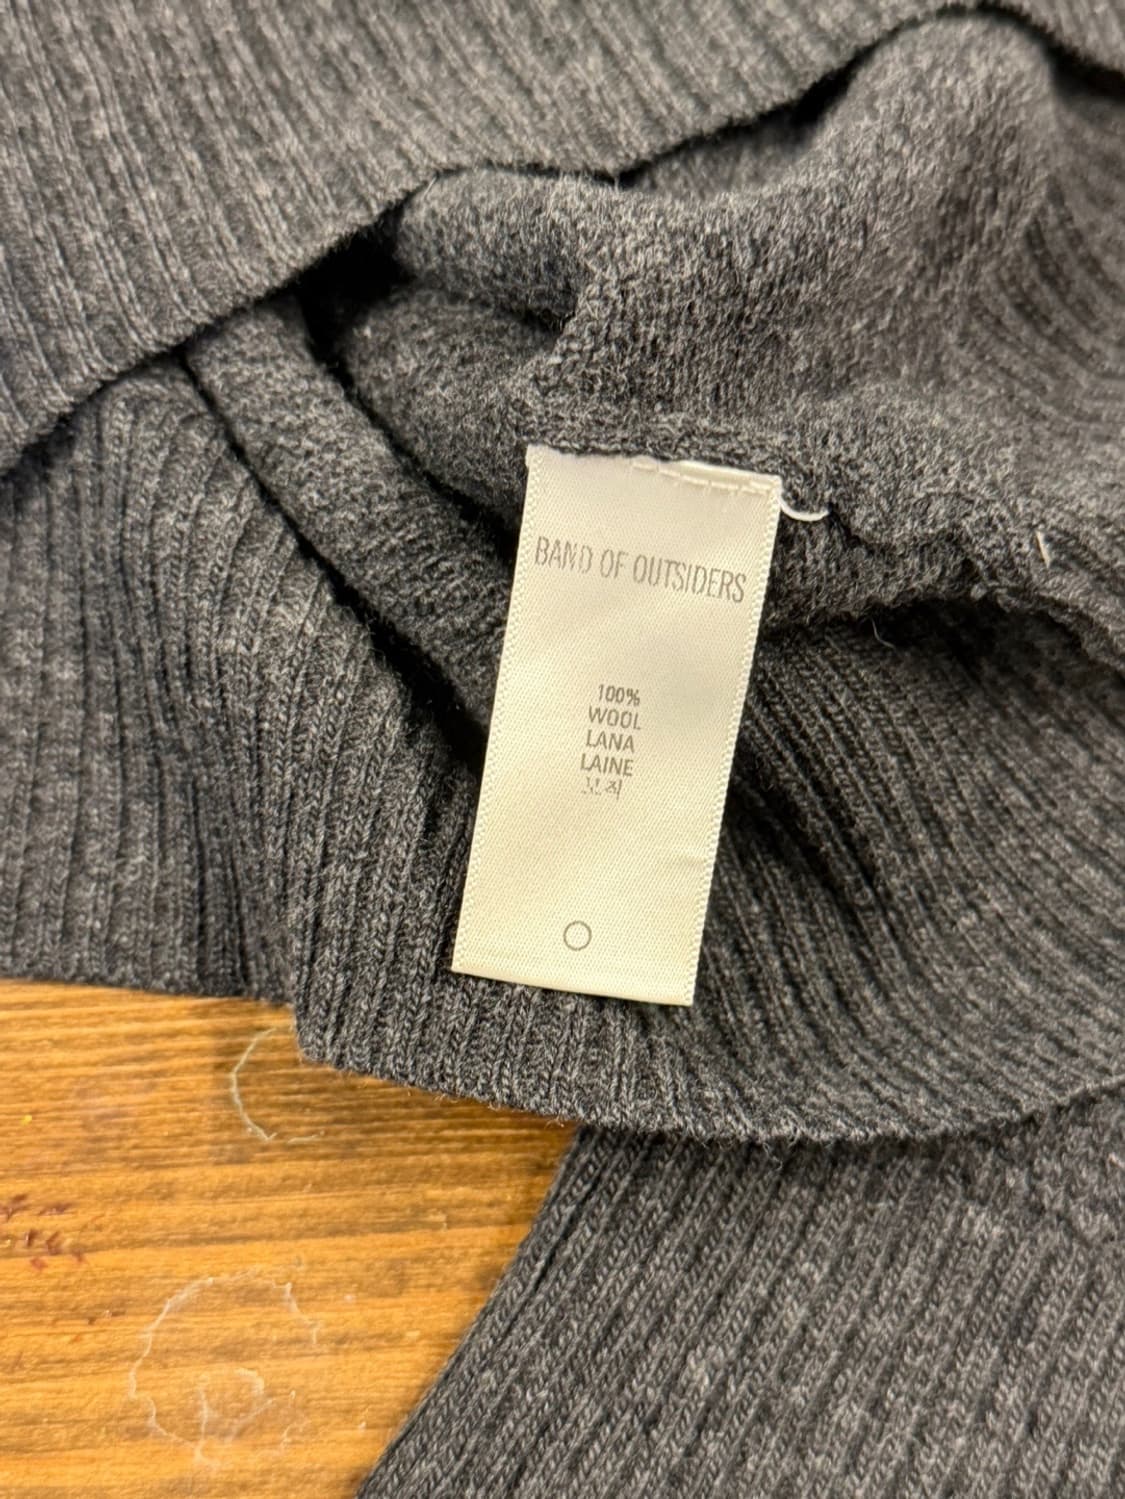 BAND OF OUTSIDERS
100%
WOOL
LANA
LAINE